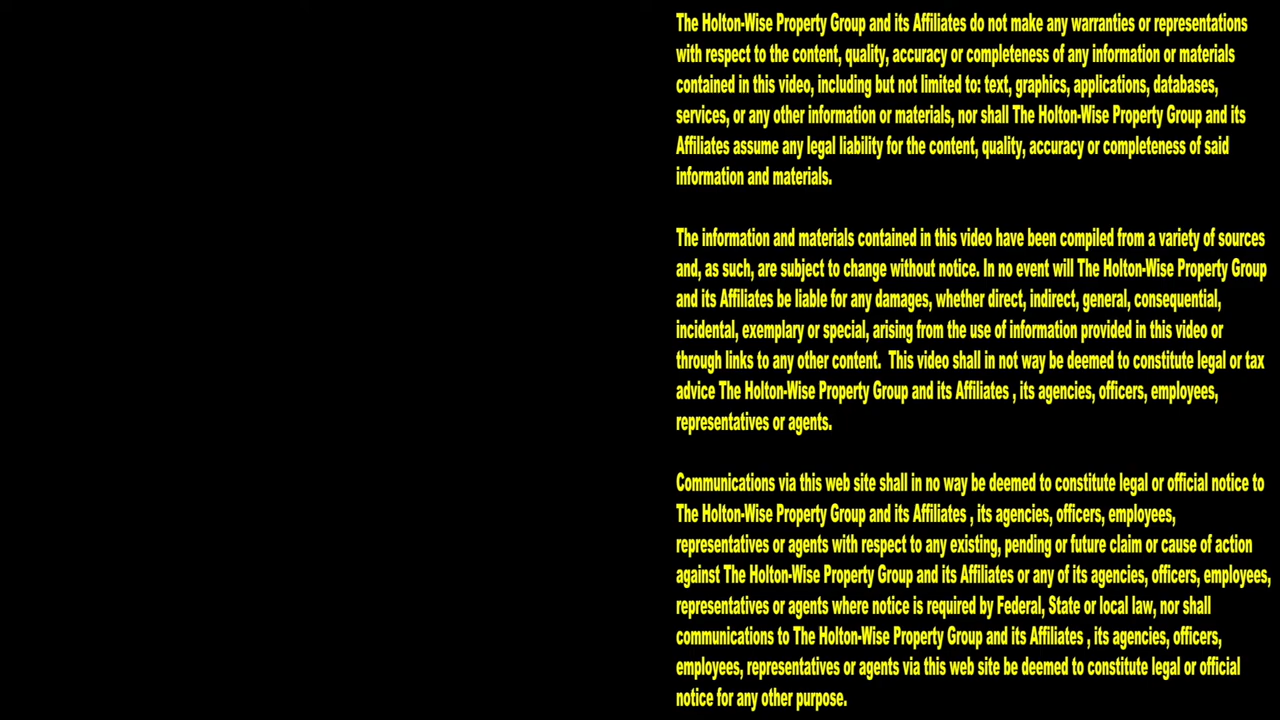 The Holton-Wise Property Group and its Affiliates do not make any warranties or representations
with respect to the content, quality, accuracy or completeness of any information or materials
contained in this video, including but not limited to: text, graphics, applications, databases,
services, or any other information or materials, nor shall The Holton-Wise Property Group and its
Affiliates assume any legal liability for the content, quality, accuracy or completeness of said
information and materials.
The information and materials contained in this video have been compiled from a variety of sources
and, as such, are subject to change without notice. In no event will The Holton-Wise Property Group
and its Affiliates be liable for any damages, whether direct, indirect, general, consequential,
incidental, exemplary or special, arising from the use of information provided in this video or
through links to any other content.  This video shall in not way be deemed to constitute legal or tax
advice The Holton-Wise Property Group and its Affiliates , its agencies, officers, employees,
representatives or agents.
Communications via this web site shall in no way be deemed to constitute legal or official notice to
The Holton-Wise Property Group and its Affiliates , its agencies, officers, employees,
representatives or agents with respect to any existing, pending or future claim or cause of action
against The Holton-Wise Property Group and its Affiliates or any of its agencies, officers, employees,
representatives or agents where notice is required by Federal, State or local law, nor shall
communications to The Holton-Wise Property Group and its Affiliates , its agencies, officers,
employees, representatives or agents via this web site be deemed to constitute legal or official
notice for any other purpose.